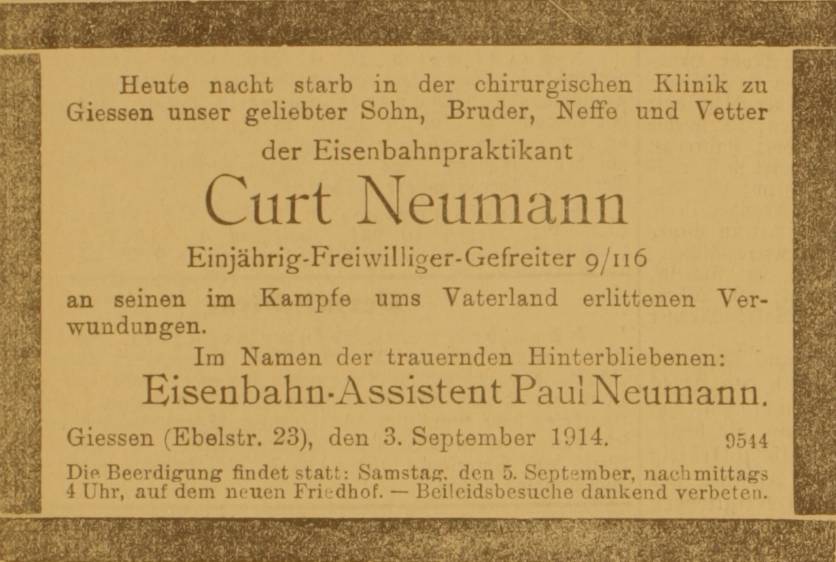 Heute nacht starb in der chirurgischen Klinik zu
Giessen unser geliebter Sohn, Bruder, Neffe und Vetter
der Eisenbahnpraktikant
Curt Neumann
Einjährig-Freiwilliger-Gefreiter 9/116
an seinen im Kampfe ums Vaterland erlittenen Ver-
wundungen.
Im Namen der trauernden Hinterbliebenen:
Eisenbahn-Assistent Paul Neumann.
Giessen (Ebelstr. 23), den 3. September 1914. 9544
Die Beerdigung findet statt: Samstag, den 5. September, nachmittags
4 Uhr, auf dem neuen Friedhof. — Beileidsbesuche dankend verbeten.